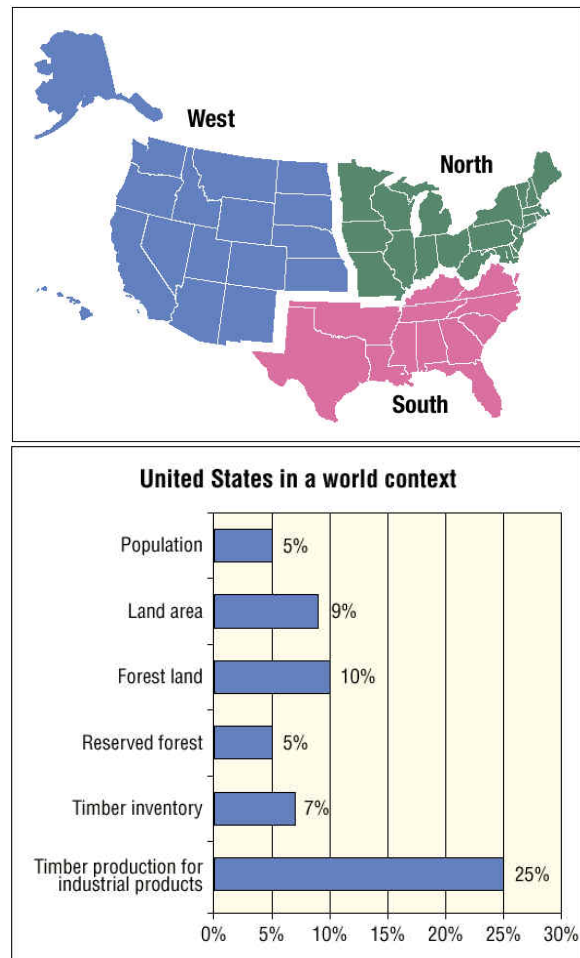 West
North
South
United States in a world context
Population
5%
Land area
9%
Forest land
10%
Reserved forest
5%
Timber inventory
7%
Timber production for
industrial products
25%
0% 5% 10% 15% 20% 25% 30%